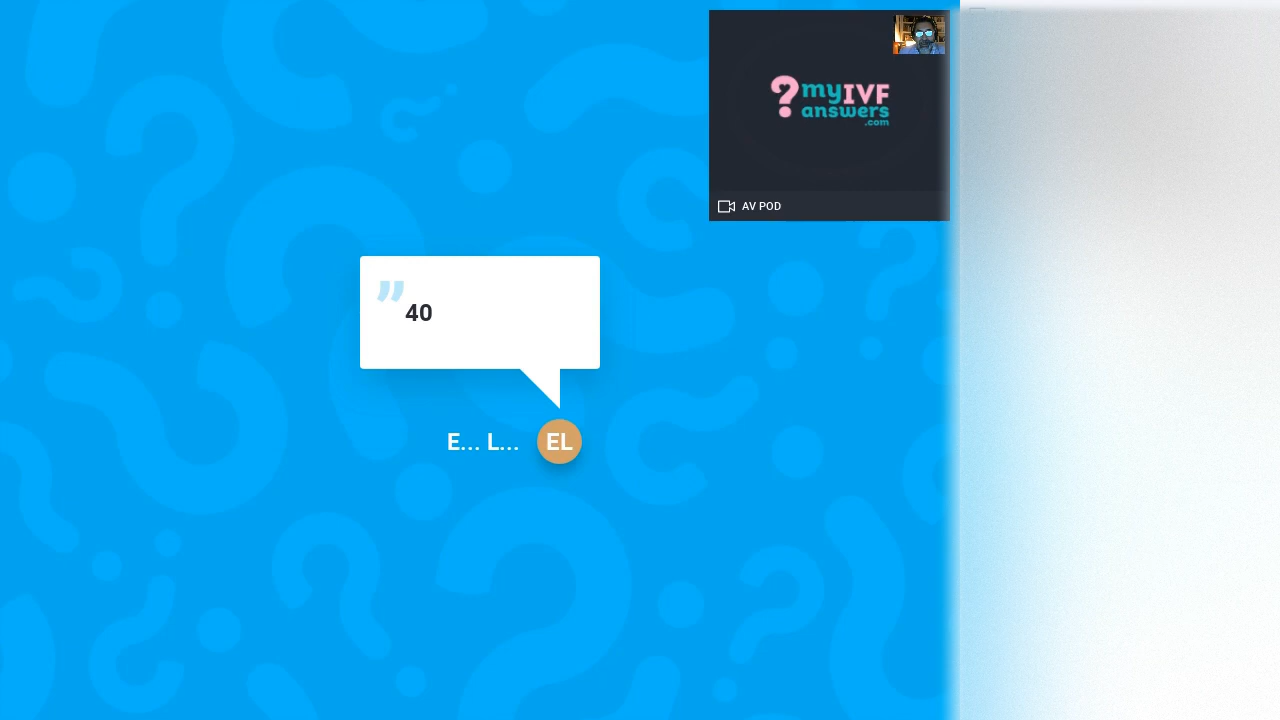 ?myIVF
answers
.com
AV POD
”
40
E... L...
EL